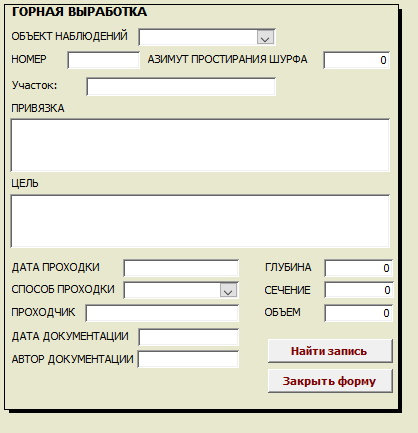 ГОРНАЯ ВЫРАБОТКА
ОБЪЕКТ НАБЛЮДЕНИЙ
НОМЕР АЗИМУТ ПРОСТИРАНИЯ ШУРФА 0
Участок:
ПРИВЯЗКА
ЦЕЛЬ
ДАТА ПРОХОДКИ ГЛУБИНА 0
СПОСОБ ПРОХОДКИ СЕЧЕНИЕ 0
ПРОХОДЧИК ОБЪЕМ 0
ДАТА ДОКУМЕНТАЦИИ
Найти запись
АВТОР ДОКУМЕНТАЦИИ
Закрыть форму